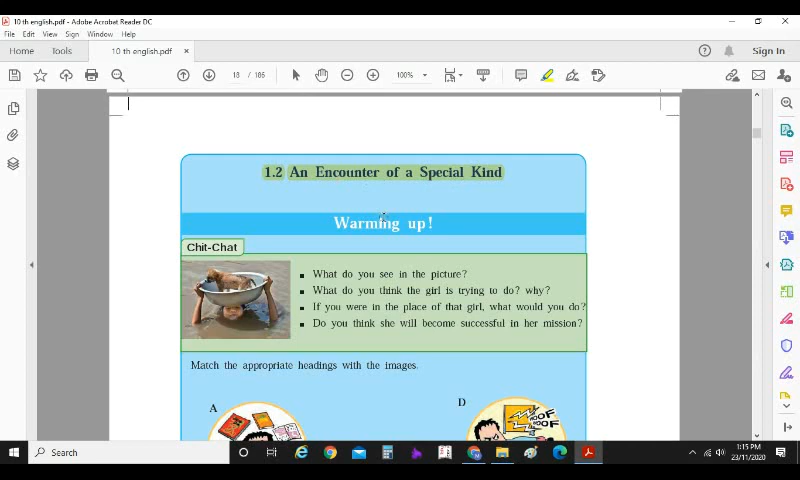 10 th english.pdf - Adobe Acrobat Reader DC
File Edit View Sign Window Help
Home Tools 10 th english.pdf × Sign In
18 / 186 100%
1.2 An Encounter of a Special Kind
Warming up!
Chit-Chat
■ What do you see in the picture?
■ What do you think the girl is trying to do? why?
■ If you were in the place of that girl, what would you do?
■ Do you think she will become successful in her mission?
Match the appropriate headings with the images.
A
D
WOOF
WOOF
Search
1:15 PM
23/11/2020